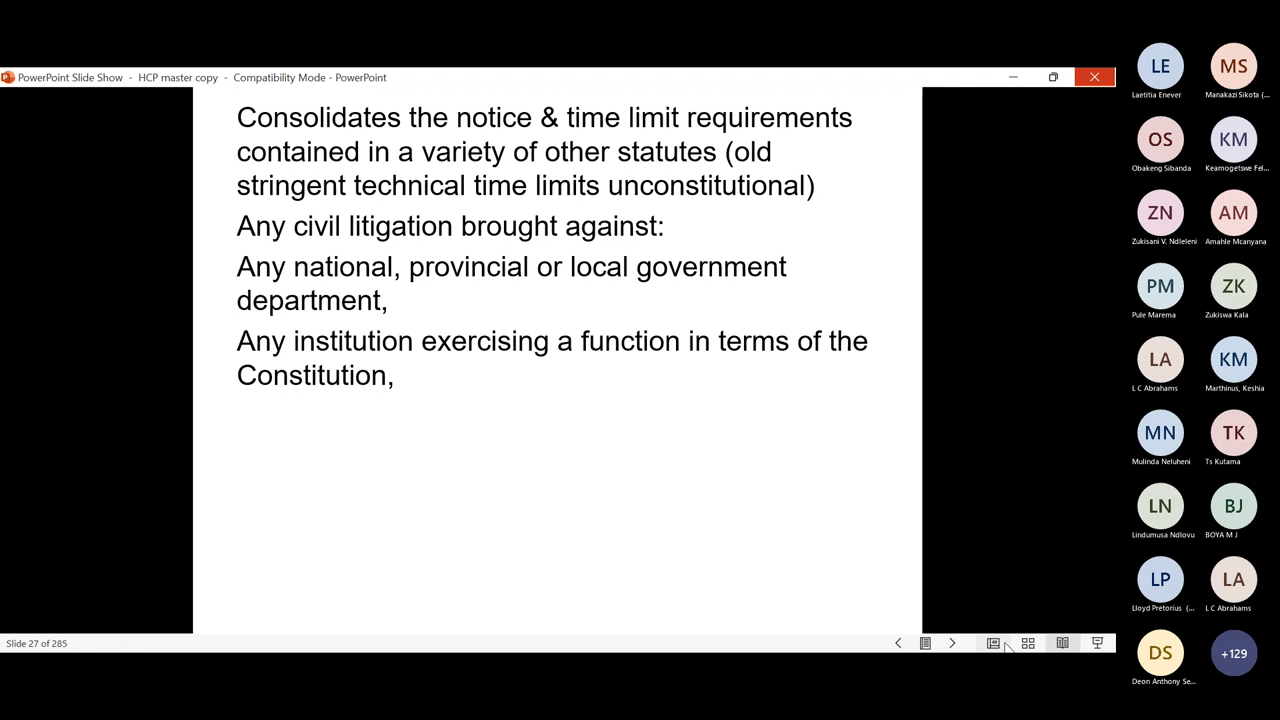 PowerPoint Slide Show - HCP master copy - Compatibility Mode - PowerPoint
Consolidates the notice & time limit requirements
contained in a variety of other statutes (old
stringent technical time limits unconstitutional)
Any civil litigation brought against:
Any national, provincial or local government
department,
Any institution exercising a function in terms of the
Constitution,
Slide 27 of 285
LE
MS
Laetitia Enever
Manakazi Sikota (...
OS
KM
Obakeng Sibanda
Keamogetswe Fel...
ZN
AM
Zukisani V. Ndleleni
Amahle Mcanyana
PM
ZK
Pule Marema
Zukiswa Kala
LA
KM
L C Abrahams
Marthinus, Keshia
MN
TK
Mulinda Neluheni
Ts Kutama
LN
BJ
Lindumusa Ndlovu
BOYA M J
LP
LA
Lloyd Pretorius (...
L C Abrahams
DS
+129
Deon Anthony Se...